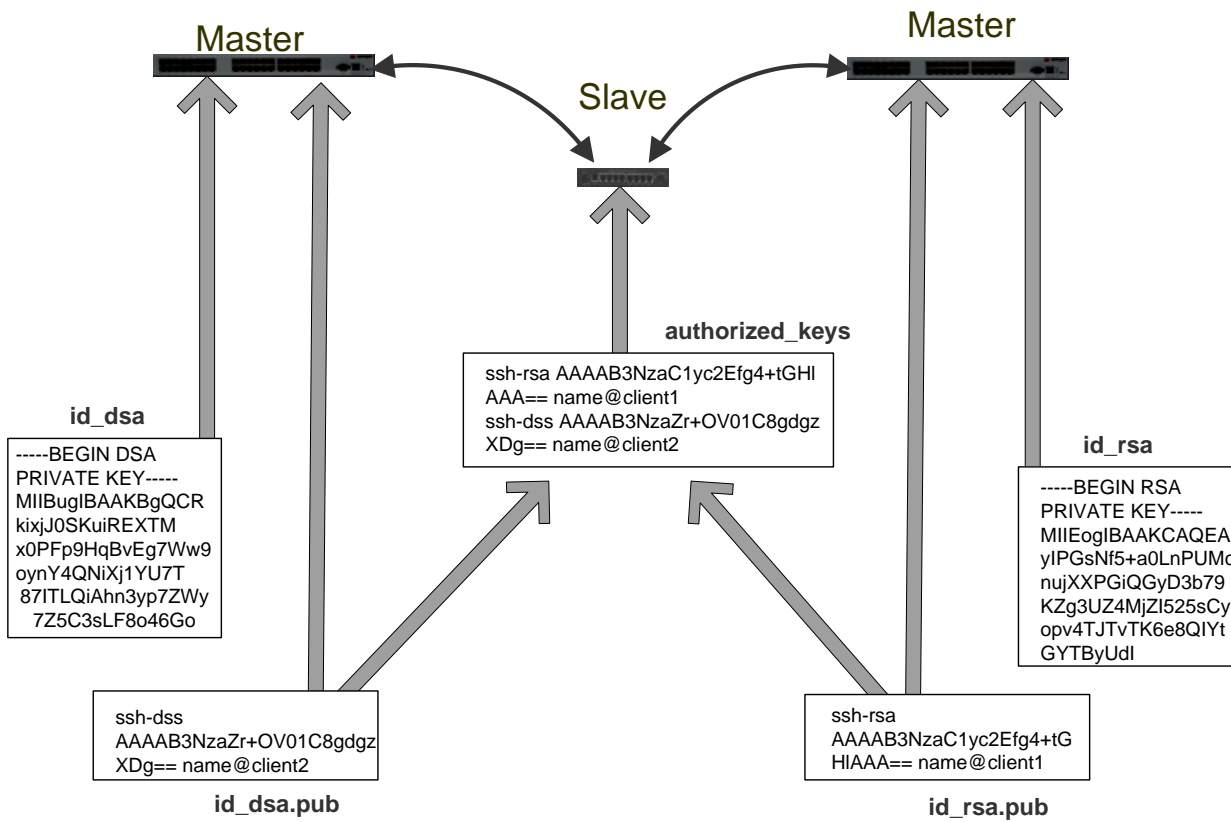 Master
Master
Slave
authorized_keys
ssh-rsa AAAAB3NzaC1yc2Efg4+tGHI
AAA== name@client1
ssh-dss AAAAB3NzaZr+OV01C8gdgz
XDg== name@client2
id_dsa
-----BEGIN DSA
PRIVATE KEY-----
MIIBugIBAAKBgQCR
kixjJ0SKuiREXTM
x0PFp9HqBvEg7Ww9
oynY4QNiXj1YU7T
87ITLQiAhn3yp7ZWy
7Z5C3sLF8o46Go
id_rsa
-----BEGIN RSA
PRIVATE KEY-----
MIIEogIBAAKCAQEA
yIPGsNf5+a0LnPUMc
nujXXPGiQGyD3b79
KZg3UZ4MjZI525sCy
opv4TJTvTK6e8QIYt
GYTByUdI
ssh-dss
AAAAB3NzaZr+OV01C8gdgz
XDg== name@client2
id_dsa.pub
ssh-rsa
AAAAB3NzaC1yc2Efg4+tG
HIAAA== name@client1
id_rsa.pub